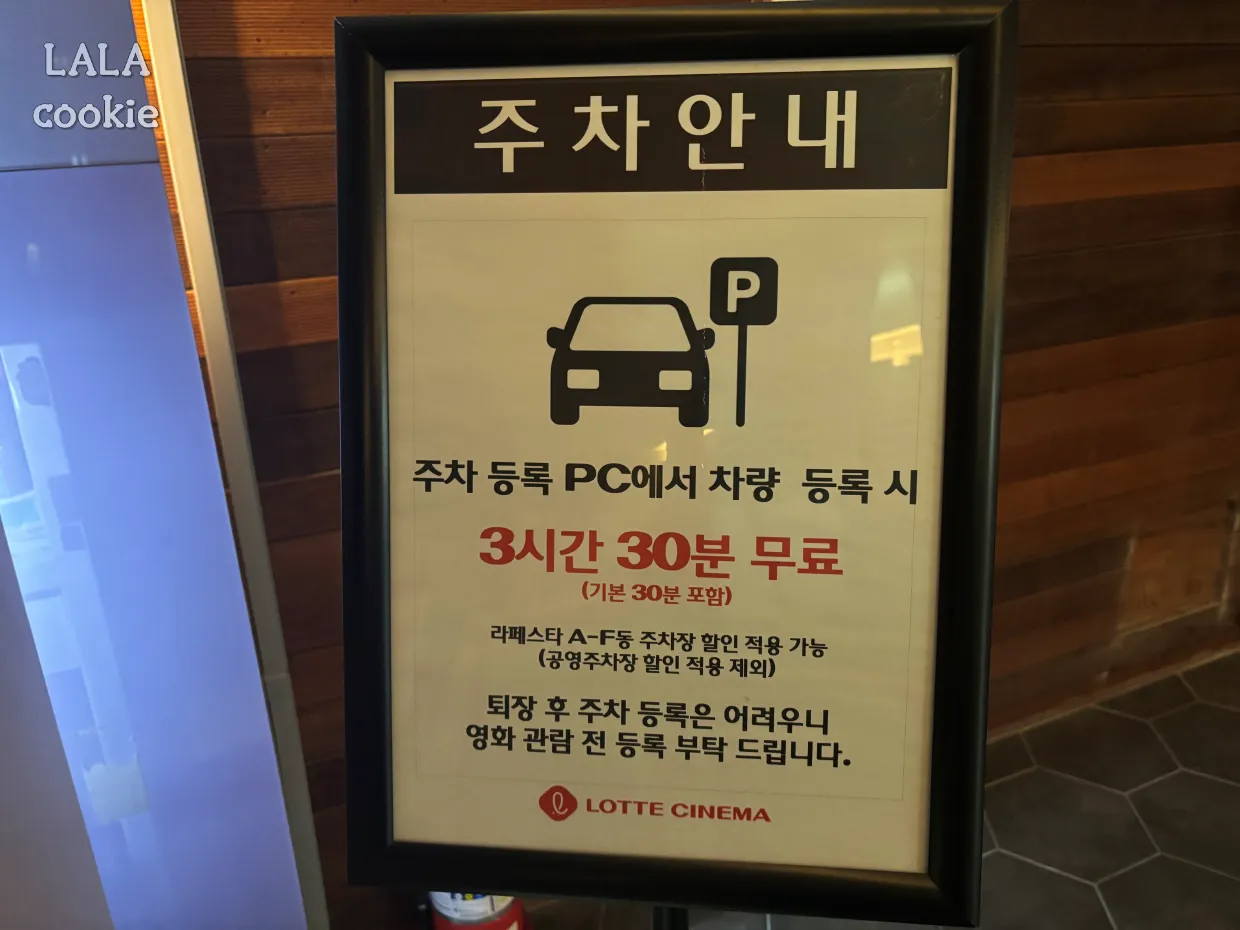 LALA
cookie
주차안내
P
주차 등록 PC에서 차량 등록 시
3시간 30분 무료
(기본 30분 포함)
라페스타 A-F동 주차장 할인 적용 가능
(공영주차장 할인 적용 제외)
퇴장 후 주차 등록은 어려우니
영화 관람 전 등록 부탁 드립니다.
LOTTE CINEMA